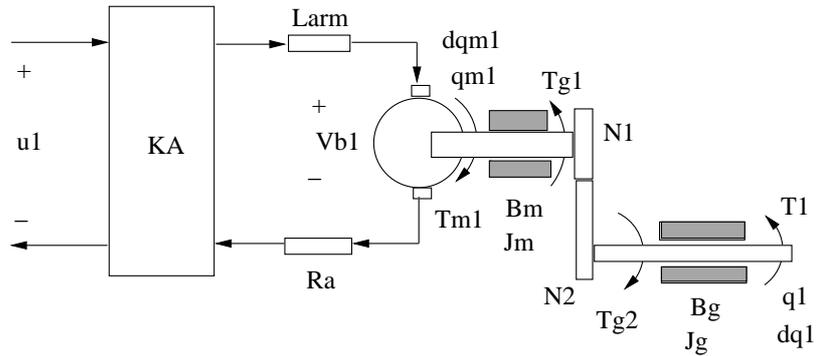 Larm
dqm1
qm1
Tg1
+
+
N1
u1
KA
Vb1
−
T1
−
Tm1
Bm
Jm
Ra
N2
Tg2
Bg
Jg
q1
dq1